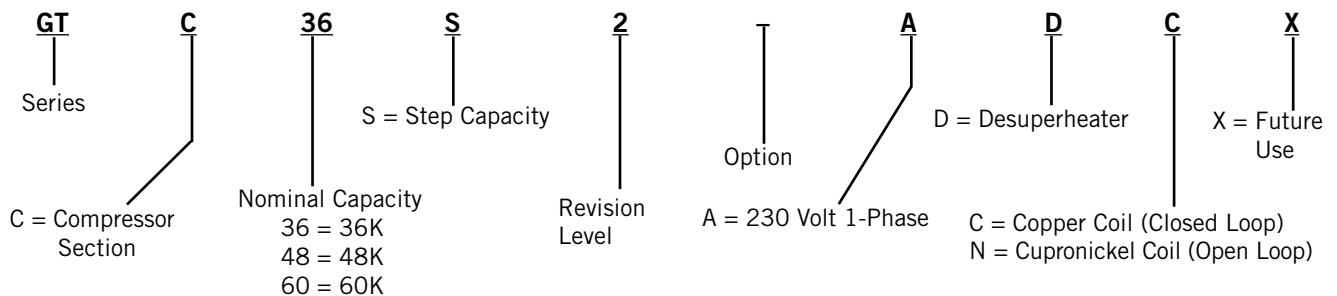 GT C 36 S 2 – A D C X
Series
S = Step Capacity
D = Desuperheater
X = Future
Use
Option
Nominal Capacity
36 = 36K
48 = 48K
60 = 60K
C = Compressor
Section
Revision
Level
A = 230 Volt 1-Phase
C = Copper Coil (Closed Loop)
N = Cupronickel Coil (Open Loop)